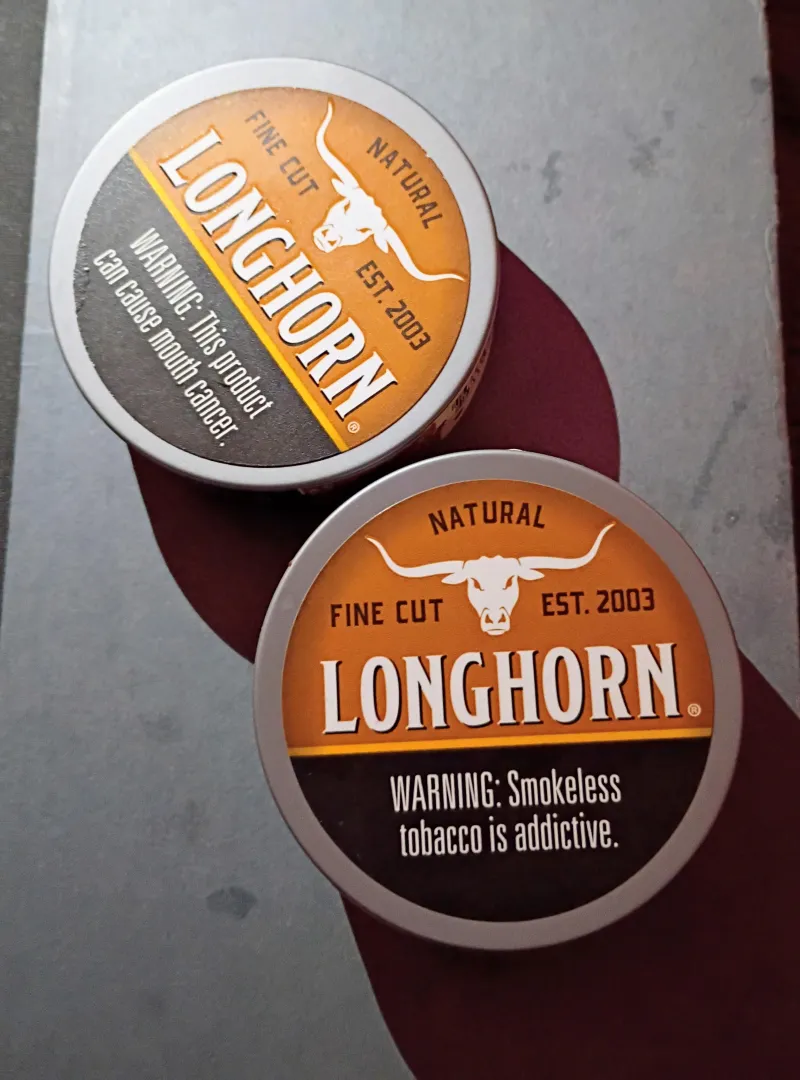 FINE CUT
NATURAL
EST. 2003
LONGHORN®
WARNING: This product
can cause mouth cancer.
NATURAL
FINE CUT
EST. 2003
LONGHORN®
WARNING: Smokeless
tobacco is addictive.